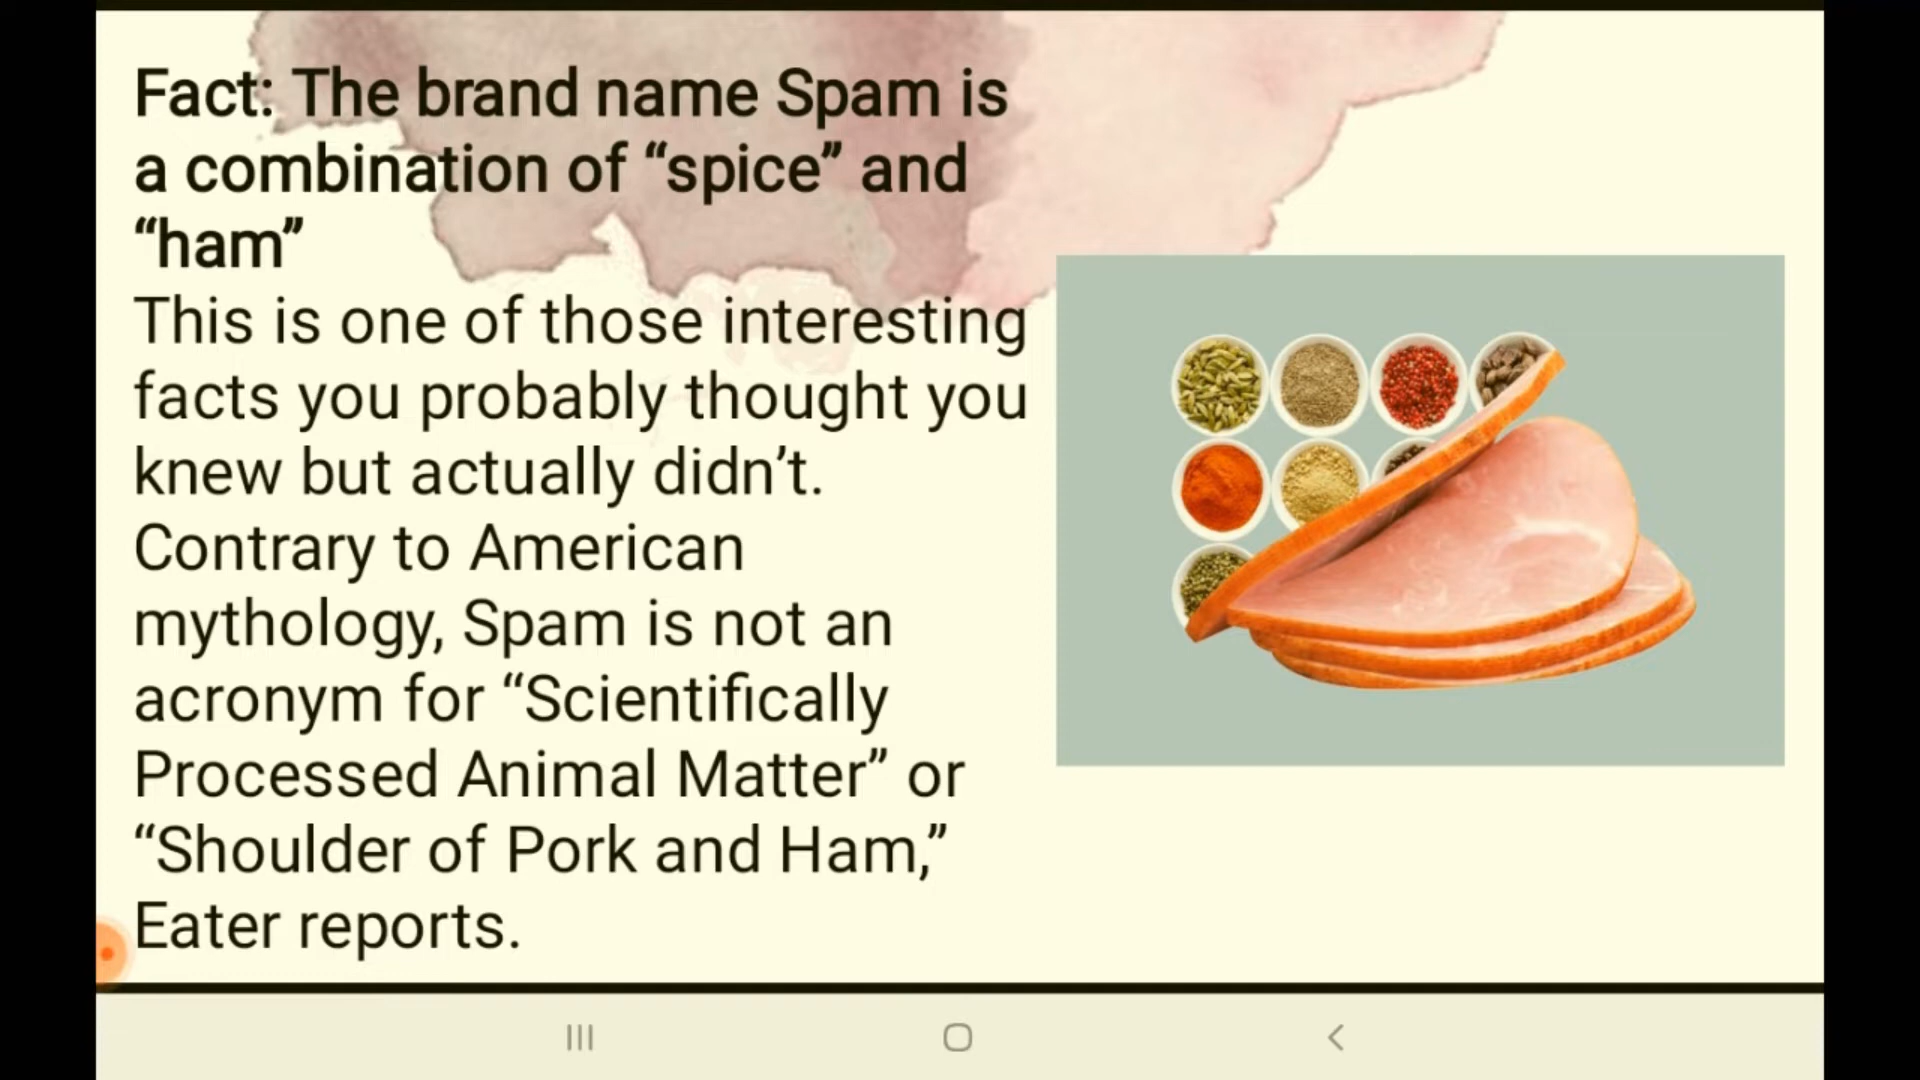 Fact: The brand name Spam is
a combination of “spice” and
“ham”
This is one of those interesting
facts you probably thought you
knew but actually didn’t.
Contrary to American
mythology, Spam is not an
acronym for “Scientifically
Processed Animal Matter” or
“Shoulder of Pork and Ham,”
Eater reports.